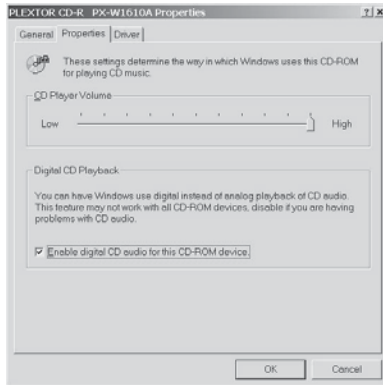 PLEXTOR CD-R PX-W1610A Properties
General Properties Driver
These settings determine the way in which Windows uses this CD-ROM
for playing CD music.
CD Player Volume
Low High
Digital CD Playback
You can have Windows use digital instead of analog playback of CD audio.
This feature may not work with all CD-ROM devices, disable if you are having
problems with CD audio.
Enable digital CD audio for this CD-ROM device.
OK Cancel